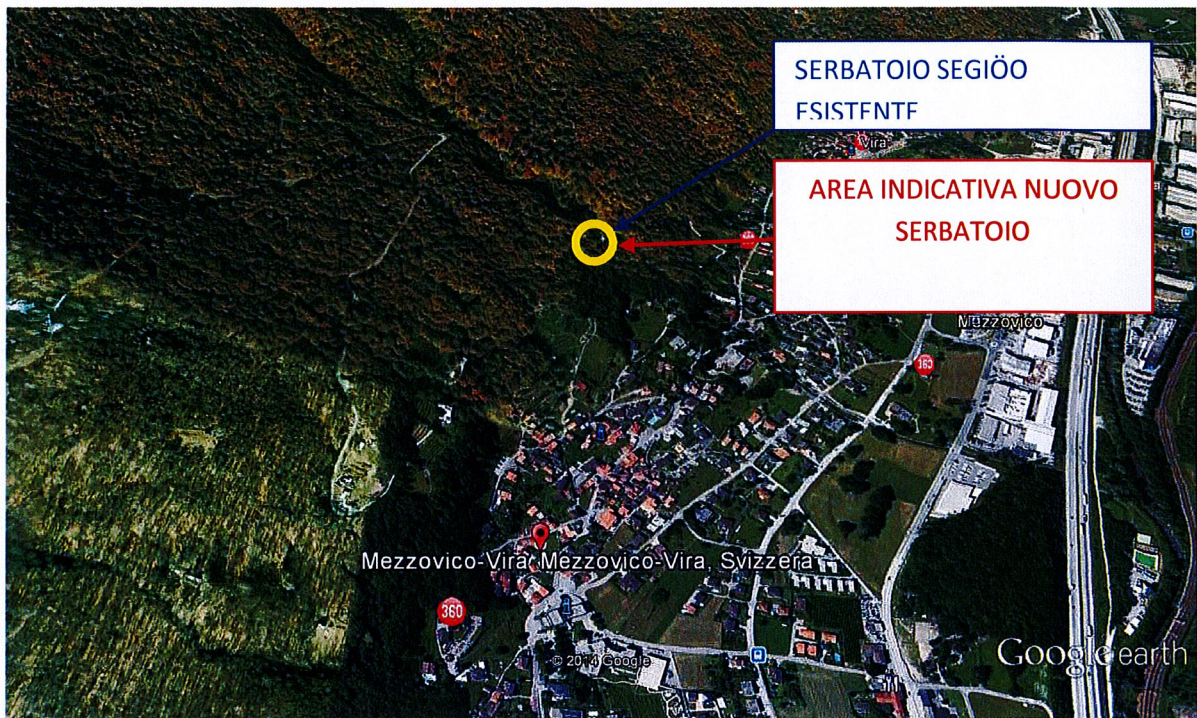 SERBATOIO SEGIÖO
ESISTENTE
Vira
AREA INDICATIVA NUOVO
SERBATOIO
Mezzovico
Mezzovico-Vira, Mezzovico-Vira, Svizzera
360
© 2014 Google
Google earth